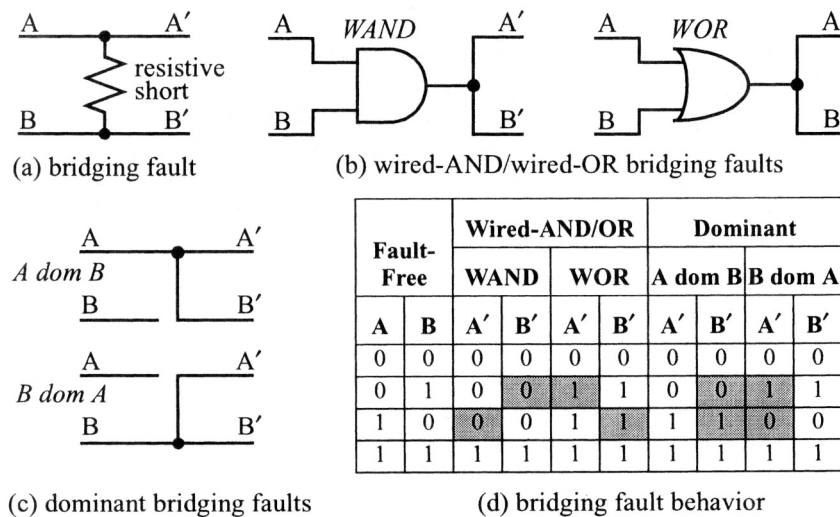 A A′ A WAND A′ A WOR A
resistive
short
B B′ B B′ B B
(a) bridging fault (b) wired-AND/wired-OR bridging faults
A A′
A dom B
B B′
A A′
B dom A
B B′
(c) dominant bridging faults
Fault-Free Wired-AND/OR Dominant
WAND WOR A dom B B dom A
A B A′ B′ A′ B′ A′ B′ A′ B′
0 0 0 0 0 0 0 0 0 0
0 1 0 0 1 1 0 0 1 1
1 0 0 0 1 1 1 1 0 0
1 1 1 1 1 1 1 1 1 1
(d) bridging fault behavior